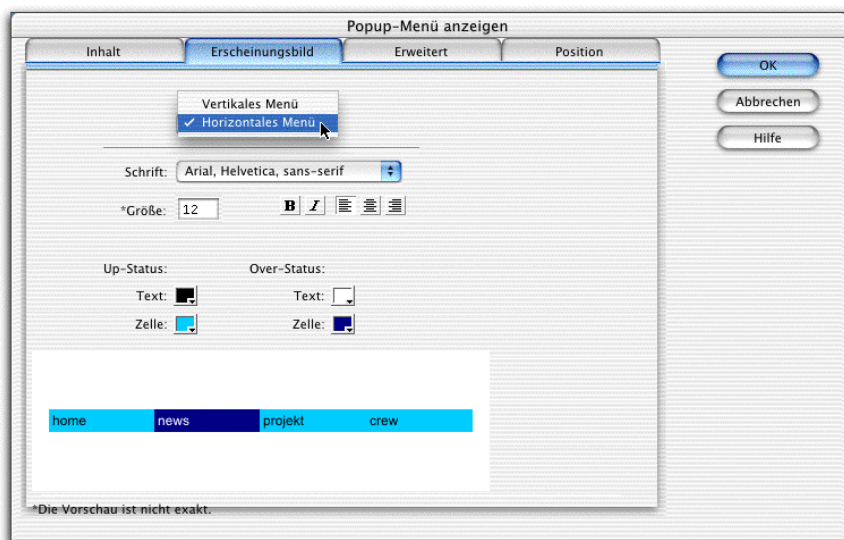 Popup-Menü anzeigen
Inhalt Erscheinungsbild Erweitert Position
OK
Abbrechen
Hilfe
Vertikales Menü
✓ Horizontales Menü
Schrift: Arial, Helvetica, sans-serif
*Größe: 12 B I
Up-Status: Over-Status:
Text: Text:
Zelle: Zelle:
home news projekt crew
*Die Vorschau ist nicht exakt.